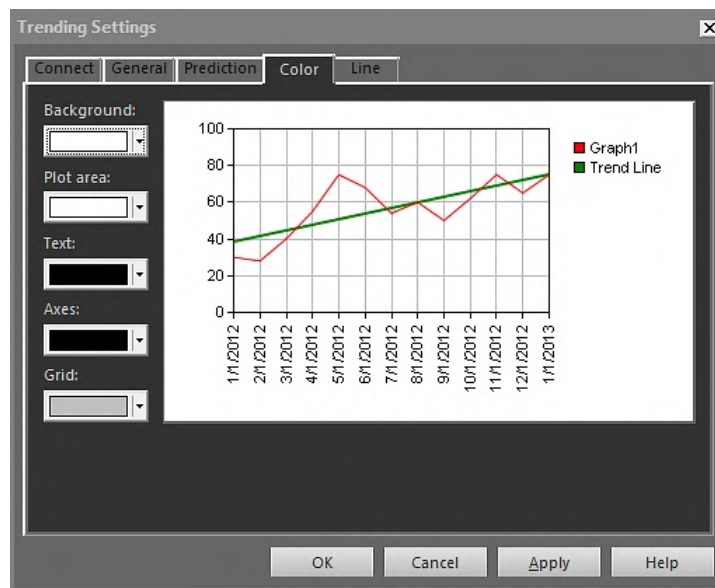 Trending Settings
Connect General Prediction Color Line
Background:
Plot area:
Text:
Axes:
Grid:
100
80
60
40
20
0
1/1/2012
2/1/2012
3/1/2012
4/1/2012
5/1/2012
6/1/2012
7/1/2012
8/1/2012
9/1/2012
10/1/2012
11/1/2012
12/1/2012
1/1/2013
Graph1
Trend Line
OK Cancel Apply Help